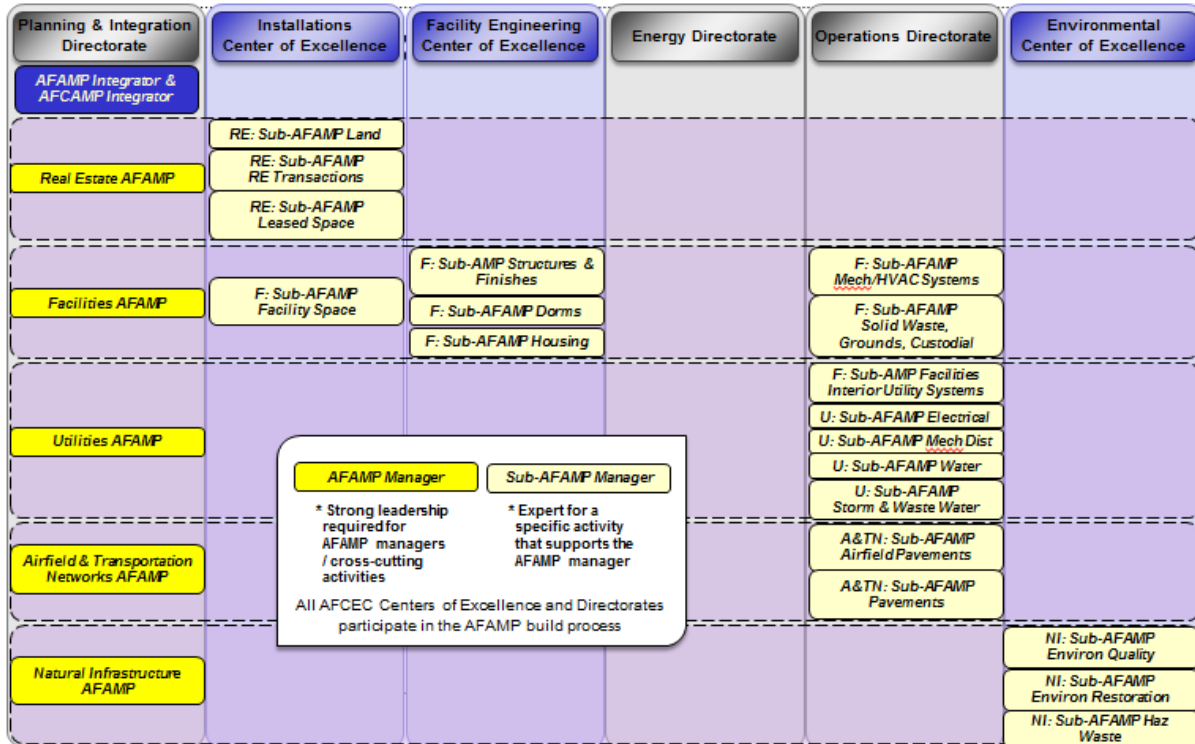 Planning & Integration
Directorate
Installations
Center of Excellence
Facility Engineering
Center of Excellence
Energy Directorate
Operations Directorate
Environmental
Center of Excellence
AFAMP Integrator &
AFCAMP Integrator
RE: Sub-AFAMP Land
Real Estate AFAMP
RE: Sub-AFAMP
RE Transactions
RE: Sub-AFAMP
Leased Space
Facilities AFAMP
F: Sub-AFAMP
Facility Space
F: Sub-AMP Structures &
Finishes
F: Sub-AFAMP Dorms
F: Sub-AFAMP Housing
F: Sub-AFAMP
Mech/HVAC Systems
F: Sub-AFAMP
Solid Waste,
Grounds, Custodial
Utilities AFAMP
F: Sub-AMP Facilities
Interior Utility Systems
U: Sub-AFAMP Electrical
U: Sub-AFAMP Mech Dist
U: Sub-AFAMP Water
U: Sub-AFAMP
Storm & Waste Water
Airfield & Transportation
Networks AFAMP
A&TN: Sub-AFAMP
Airfield Pavements
A&TN: Sub-AFAMP
Pavements
Natural Infrastructure
AFAMP
NI: Sub-AFAMP
Environ Quality
NI: Sub-AFAMP
Environ Restoration
NI: Sub-AFAMP Haz
Waste
AFAMP Manager
* Strong leadership
required for
AFAMP managers
/ cross-cutting
activities
Sub-AFAMP Manager
* Expert for a
specific activity
that supports the
AFAMP manager
All AFCEC Centers of Excellence and Directorates
participate in the AFAMP build process